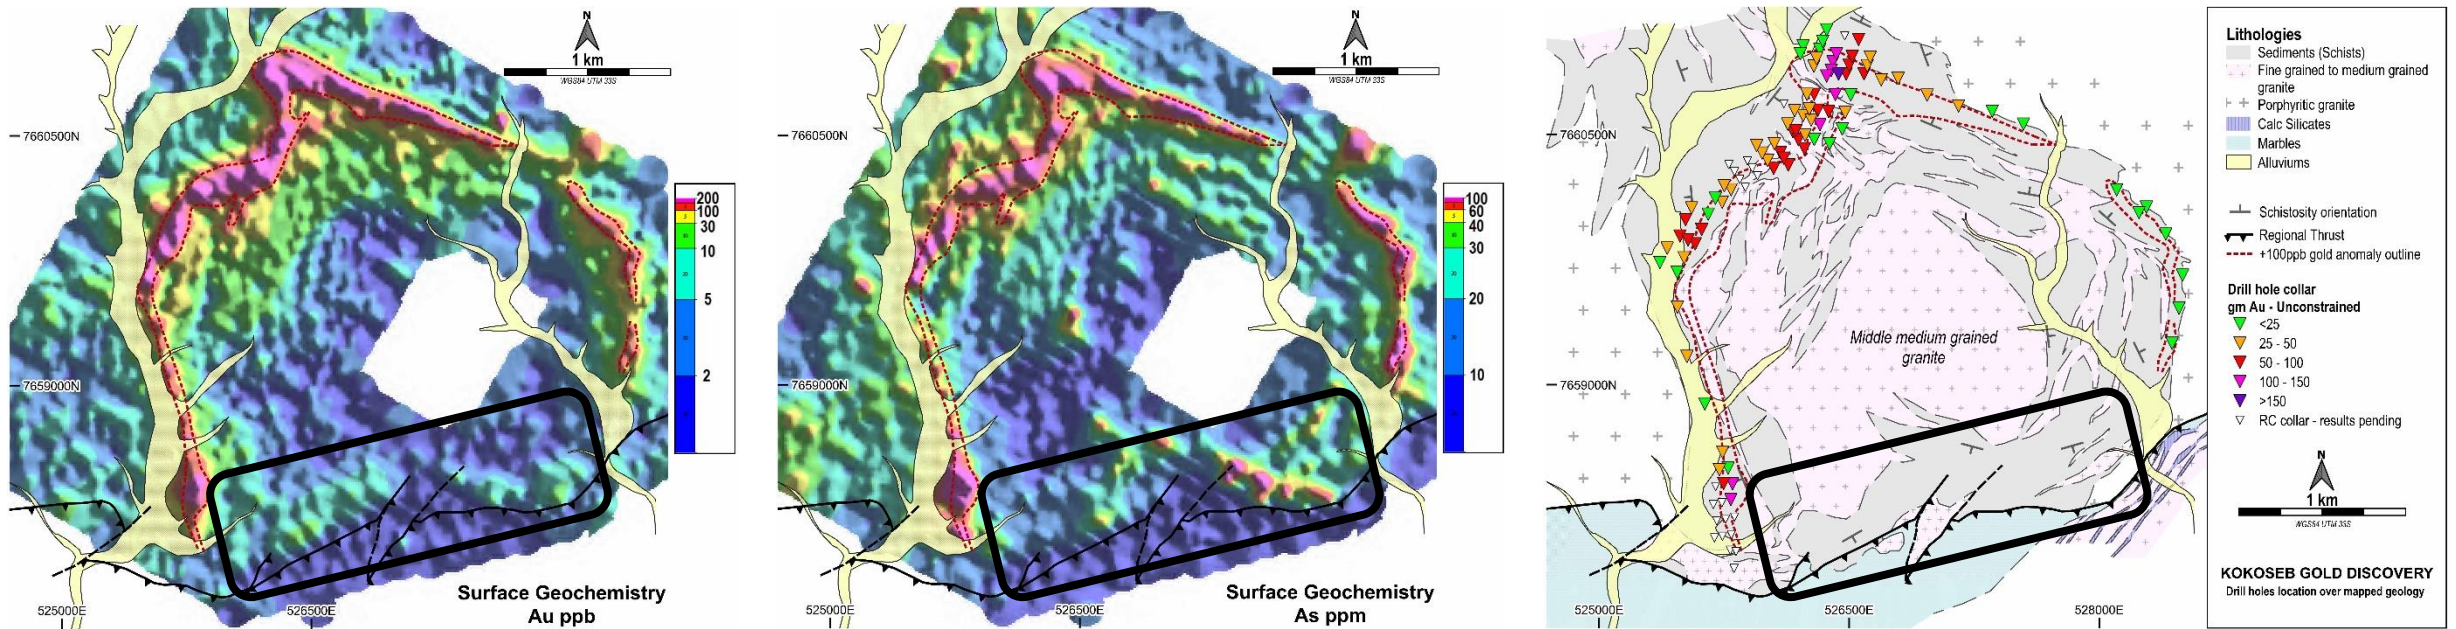 N
1 km
WGS84 UTM 33S
7660500N
7659000N
525000E
526500E
200
100
30
10
5
2
Surface Geochemistry
Au ppb
N
1 km
WGS84 UTM 33S
7660500N
7659000N
525000E
526500E
100
60
40
30
20
10
Surface Geochemistry
As ppm
7660500N
7659000N
525000E
526500E
528000E
Middle medium grained
granite
Lithologies
Sediments (Schists)
Fine grained to medium grained
granite
Porphyritic granite
Calc Silicates
Marbles
Alluviums
Schistosity orientation
Regional Thrust
+100ppb gold anomaly outline
Drill hole collar
gm Au - Unconstrained
<25
25 - 50
50 - 100
100 - 150
>150
RC collar - results pending
N
1 km
WGS84 UTM 33S
KOKOSEB GOLD DISCOVERY
Drill holes location over mapped geology